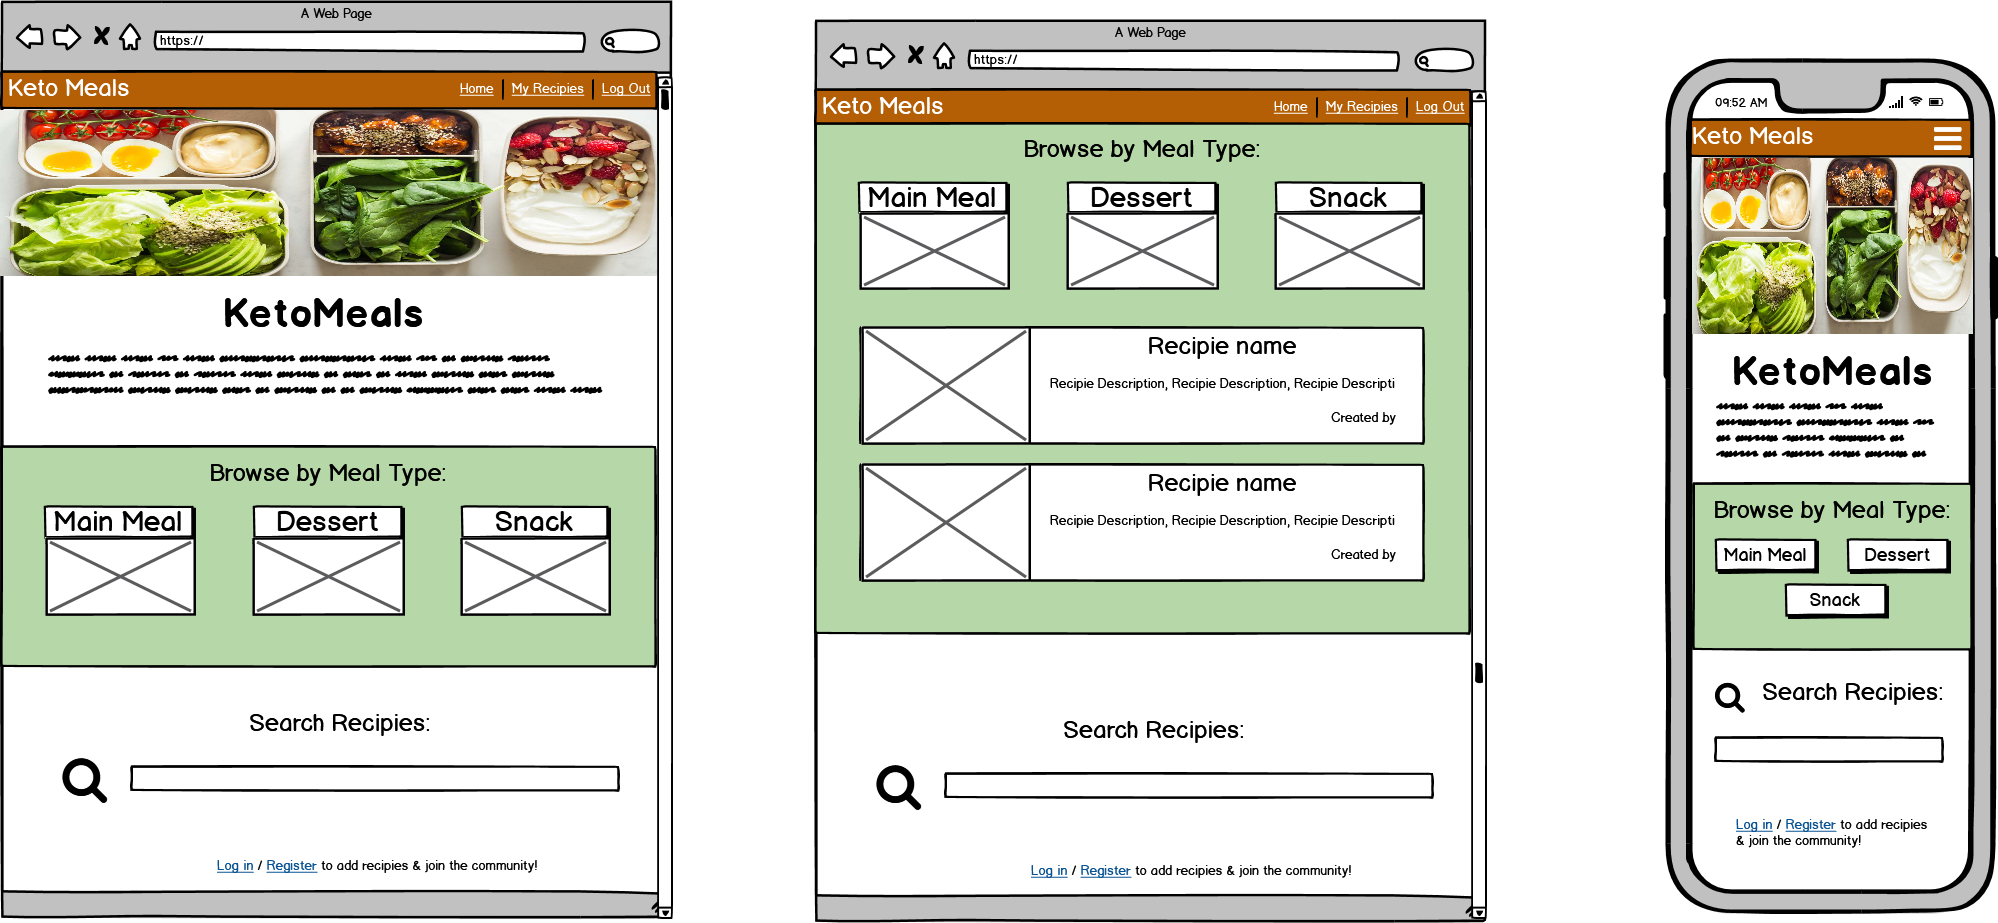 A Web Page
https://
Keto Meals
Home | My Recipies | Log Out
KetoMeals
Browse by Meal Type:
Main Meal
Dessert
Snack
Search Recipies:
Log in / Register to add recipies & join the community!
A Web Page
https://
Keto Meals
Home | My Recipies | Log Out
Browse by Meal Type:
Main Meal
Dessert
Snack
Recipie name
Recipie Description, Recipie Description, Recipie Descripti
Created by
Recipie name
Recipie Description, Recipie Description, Recipie Descripti
Created by
Search Recipies:
Log in / Register to add recipies & join the community!
09:52 AM
Keto Meals
KetoMeals
Browse by Meal Type:
Main Meal
Dessert
Snack
Search Recipies:
Log in / Register to add recipies
& join the community!